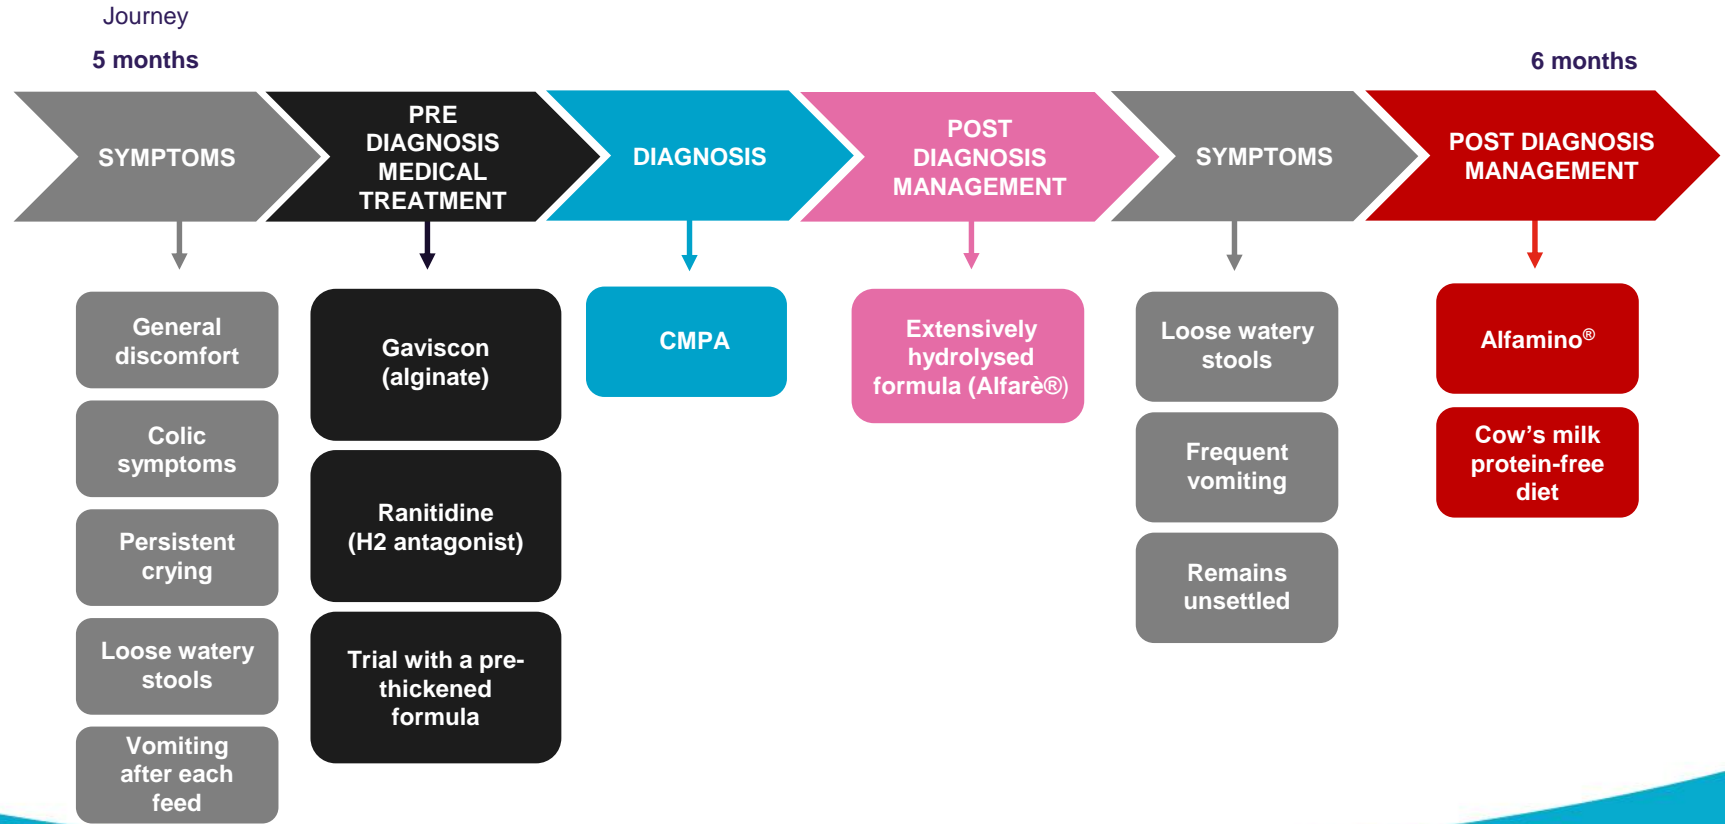 Journey
5 months
6 months
SYMPTOMS
PRE
DIAGNOSIS
MEDICAL
TREATMENT
DIAGNOSIS
POST
DIAGNOSIS
MANAGEMENT
SYMPTOMS
POST DIAGNOSIS
MANAGEMENT
General
discomfort
Colic
symptoms
Persistent
crying
Loose watery
stools
Vomiting
after each
feed
Gaviscon
(alginate)
Ranitidine
(H2 antagonist)
Trial with a pre-
thickened
formula
CMPA
Extensively
hydrolysed
formula (Alfarè®)
Loose watery
stools
Frequent
vomiting
Remains
unsettled
Alfamino®
Cow’s milk
protein-free
diet